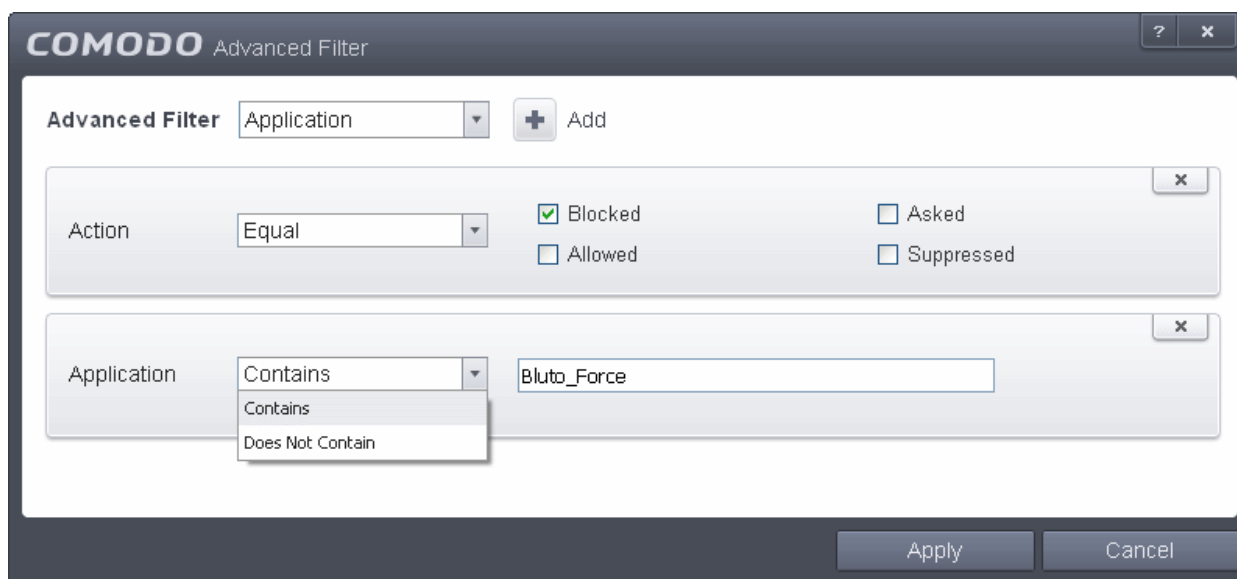 COMODO Advanced Filter ? x
Advanced Filter Application + Add
x
Action Equal Blocked Asked
Allowed Suppressed
x
Application Contains Bluto_Force
Contains
Does Not Contain
Apply Cancel